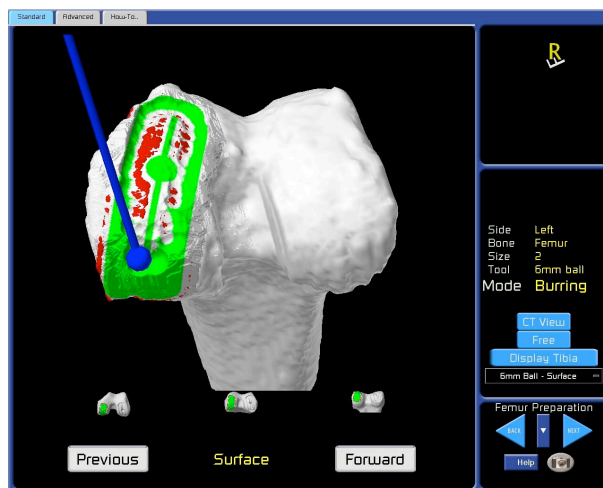 Standard
Advanced
How-To...
R
Side Left
Bone Femur
Size 2
Tool 6mm ball
Mode Burring
CT View
Free
Display Tibia
6mm Ball - Surface
Femur Preparation
BACK
NEXT
Help
Previous
Surface
Forward